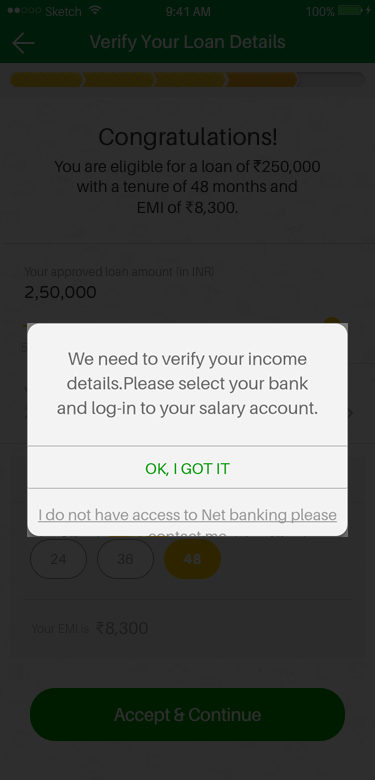 Sketch 9:41 AM 100%
Verify Your Loan Details
Congratulations!
You are eligible for a loan of ₹250,000
with a tenure of 48 months and
EMI of ₹8,300.
Your approved loan amount (in INR)
2,50,000
We need to verify your income
details.Please select your bank
and log-in to your salary account.
OK, I GOT IT
I do not have access to Net banking please
contact me
24 36 48
Your EMI is ₹8,300
Accept & Continue